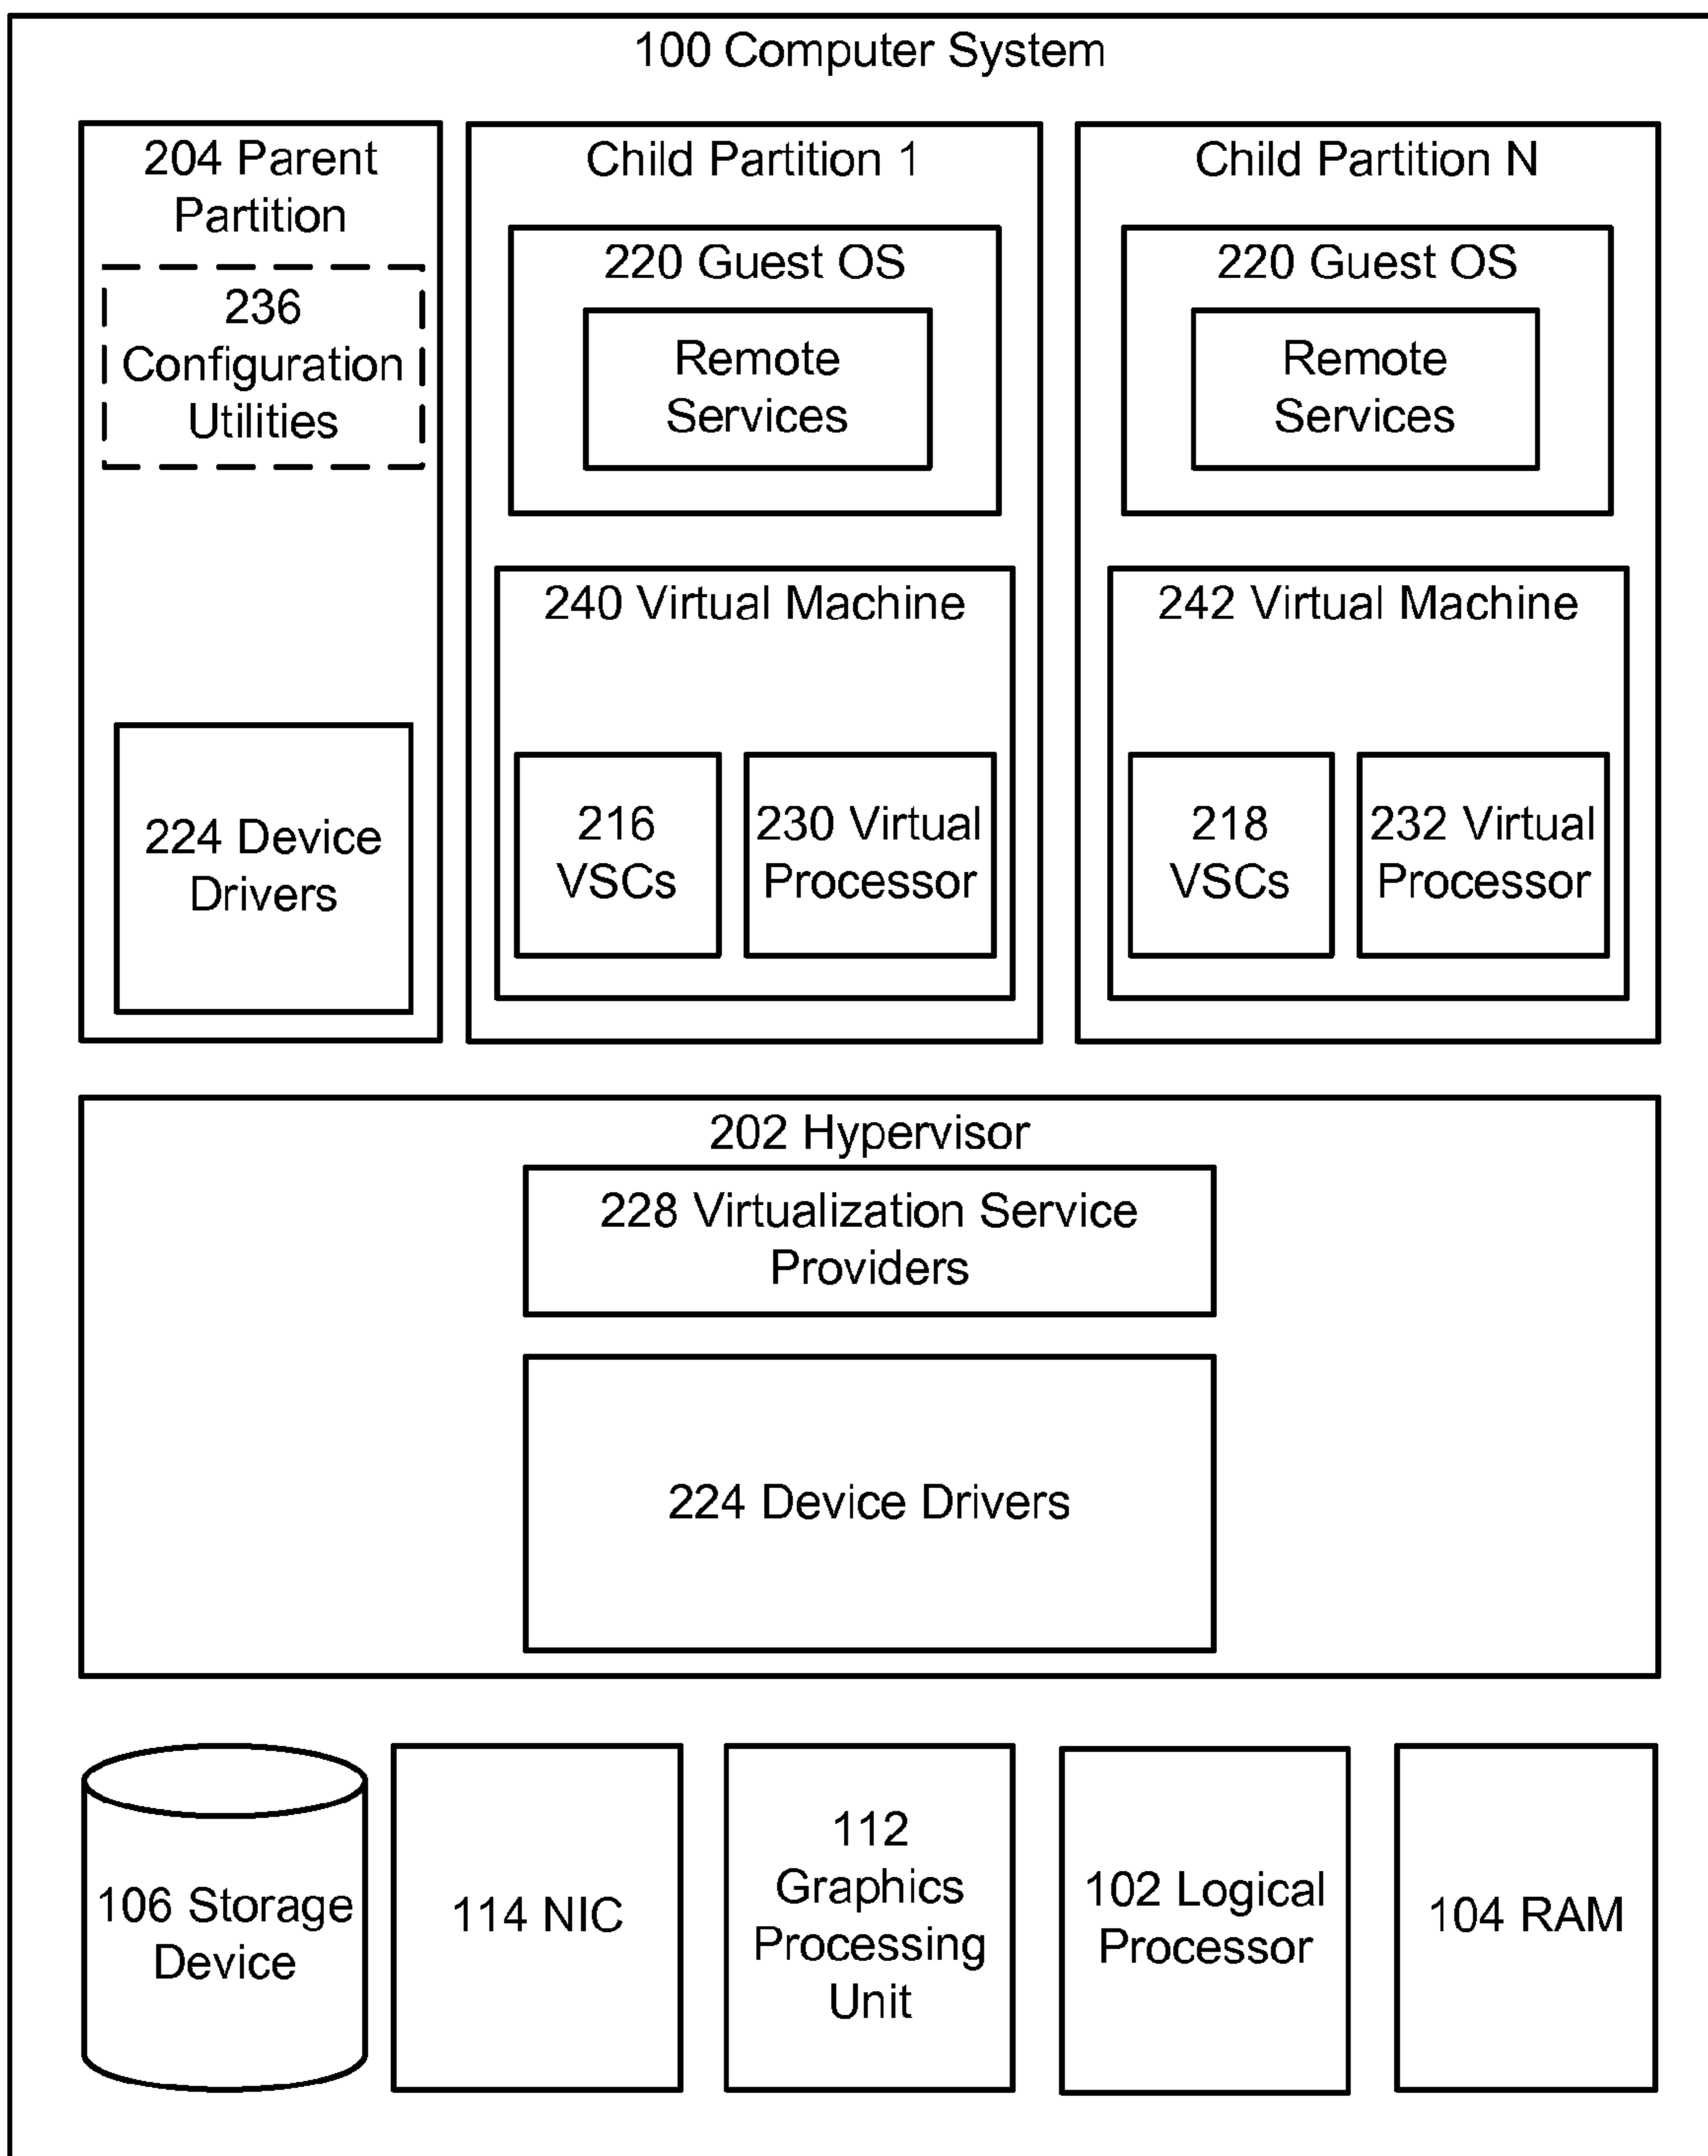 100 Computer System
204 Parent
Partition
236
Configuration
Utilities
224 Device
Drivers
Child Partition 1
220 Guest OS
Remote
Services
240 Virtual Machine
216
VSCs
230 Virtual
Processor
Child Partition N
220 Guest OS
Remote
Services
242 Virtual Machine
218
VSCs
232 Virtual
Processor
202 Hypervisor
228 Virtualization Service
Providers
224 Device Drivers
106 Storage
Device
114 NIC
112
Graphics
Processing
Unit
102 Logical
Processor
104 RAM